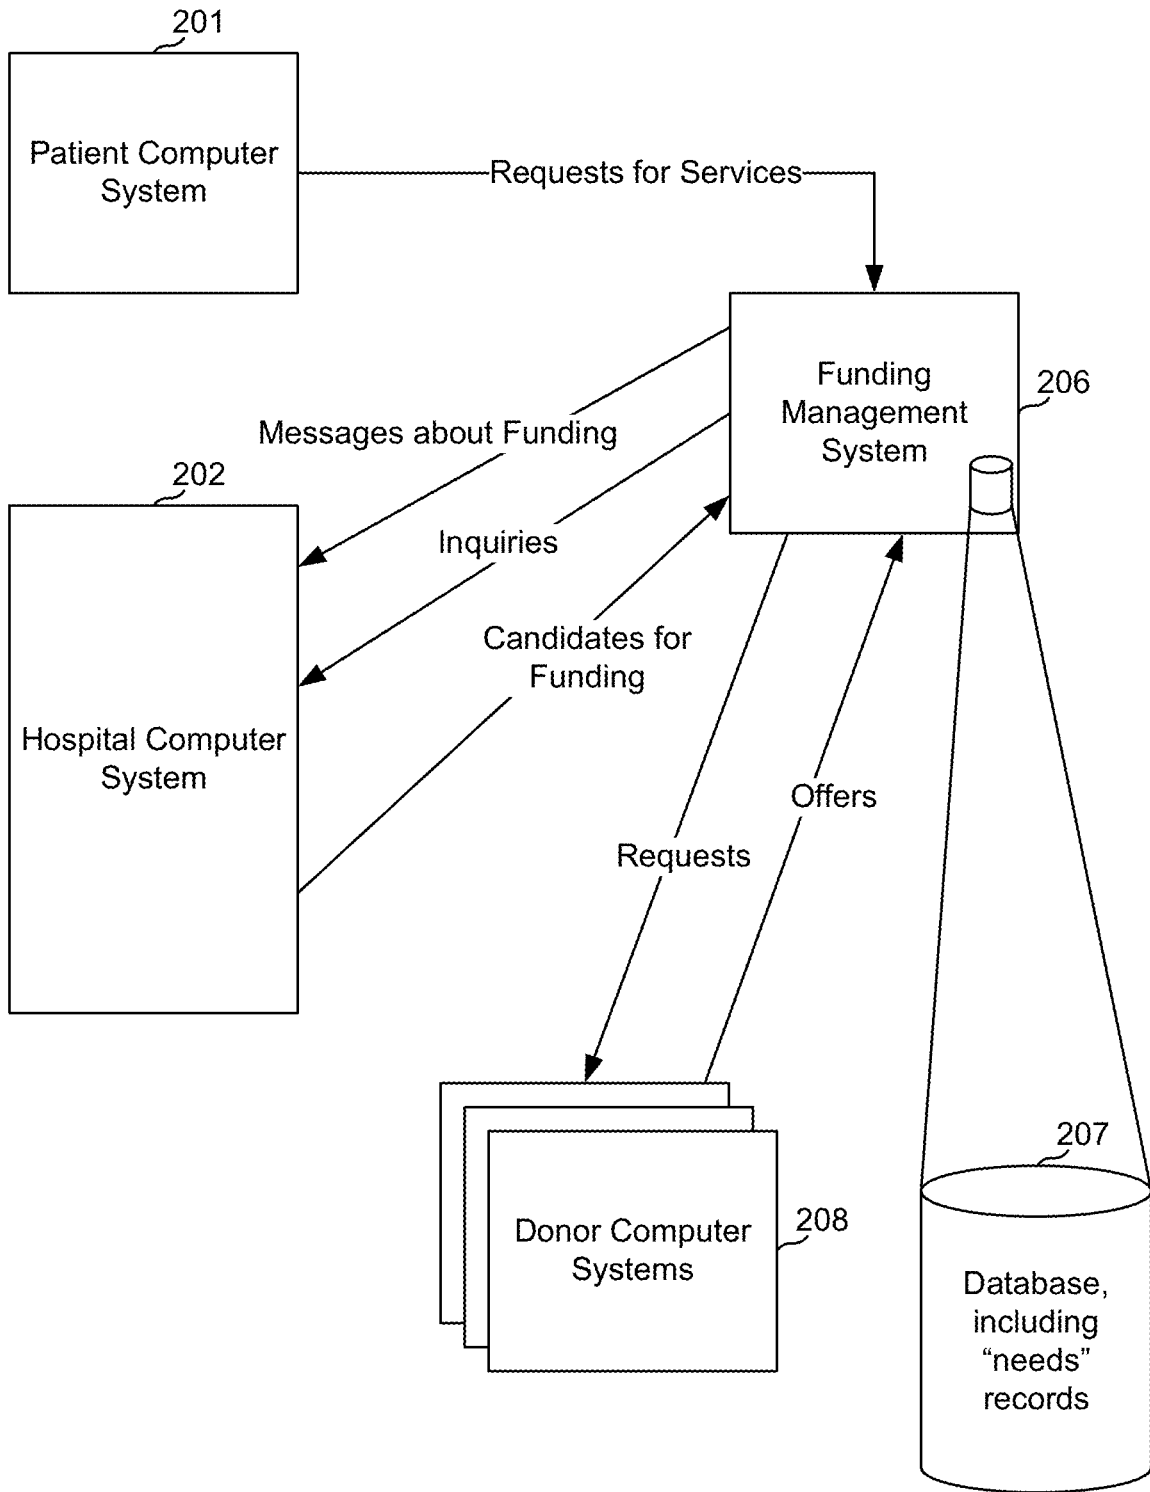 201
Patient Computer
System
Requests for Services
Funding
Management
System
206
Messages about Funding
202
Inquiries
Candidates for
Funding
Hospital Computer
System
Offers
Requests
207
208
Donor Computer
Systems
Database,
including
“needs”
records